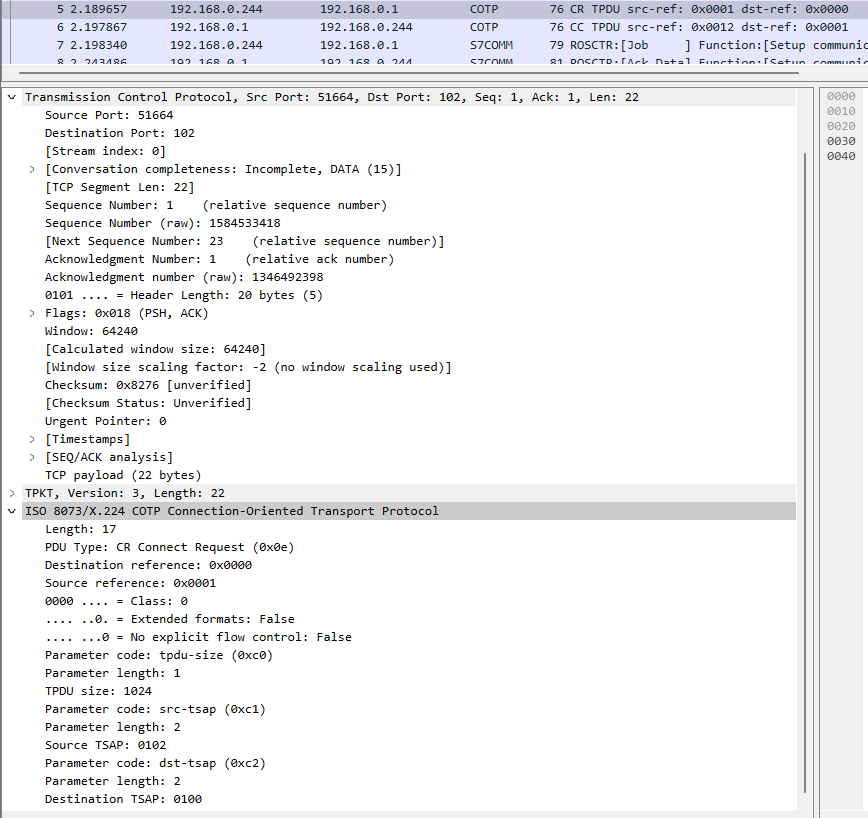 5 2.189657 192.168.0.244 192.168.0.1 COTP 76 CR TPDU src-ref: 0x0001 dst-ref: 0x0000
6 2.197867 192.168.0.1 192.168.0.244 COTP 76 CC TPDU src-ref: 0x0012 dst-ref: 0x0001
7 2.198340 192.168.0.244 192.168.0.1 S7COMM 79 ROSCTR:[Job ] Function:[Setup communic
8 2.243486 192.168.0.1 192.168.0.244 S7COMM 81 ROSCTR:[Ack_Data] Function:[Setup communic
Transmission Control Protocol, Src Port: 51664, Dst Port: 102, Seq: 1, Ack: 1, Len: 22
Source Port: 51664
Destination Port: 102
[Stream index: 0]
[Conversation completeness: Incomplete, DATA (15)]
[TCP Segment Len: 22]
Sequence Number: 1 (relative sequence number)
Sequence Number (raw): 1584533418
[Next Sequence Number: 23 (relative sequence number)]
Acknowledgment Number: 1 (relative ack number)
Acknowledgment number (raw): 1346492398
0101 .... = Header Length: 20 bytes (5)
Flags: 0x018 (PSH, ACK)
Window: 64240
[Calculated window size: 64240]
[Window size scaling factor: -2 (no window scaling used)]
Checksum: 0x8276 [unverified]
[Checksum Status: Unverified]
Urgent Pointer: 0
[Timestamps]
[SEQ/ACK analysis]
TCP payload (22 bytes)
TPKT, Version: 3, Length: 22
ISO 8073/X.224 COTP Connection-Oriented Transport Protocol
Length: 17
PDU Type: CR Connect Request (0x0e)
Destination reference: 0x0000
Source reference: 0x0001
0000 .... = Class: 0
.... ..0. = Extended formats: False
.... ...0 = No explicit flow control: False
Parameter code: tpdu-size (0xc0)
Parameter length: 1
TPDU size: 1024
Parameter code: src-tsap (0xc1)
Parameter length: 2
Source TSAP: 0102
Parameter code: dst-tsap (0xc2)
Parameter length: 2
Destination TSAP: 0100
0000
0010
0020
0030
0040